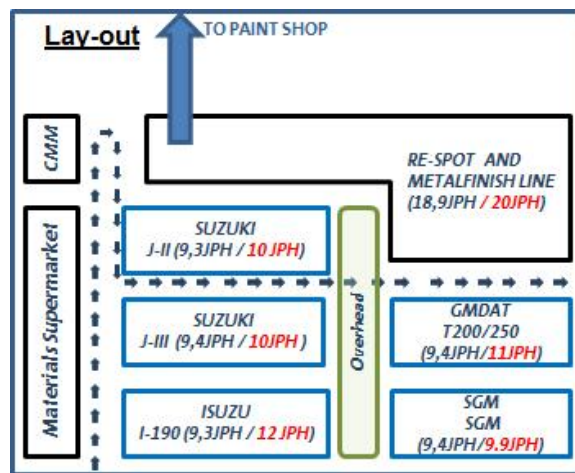 Lay-out
TO PAINT SHOP
CMM
RE-SPOT AND
METALFINISH LINE
(18,9JPH / 20JPH)
Materials Supermarket
SUZUKI
J-II (9,3JPH / 10 JPH)
Overhead
SUZUKI
J-III (9,4JPH / 10JPH )
GMDAT
T200/250
(9,4JPH/11JPH)
ISUZU
I-190 (9,3JPH / 12 JPH)
SGM
SGM
(9,4JPH/9.9JPH)